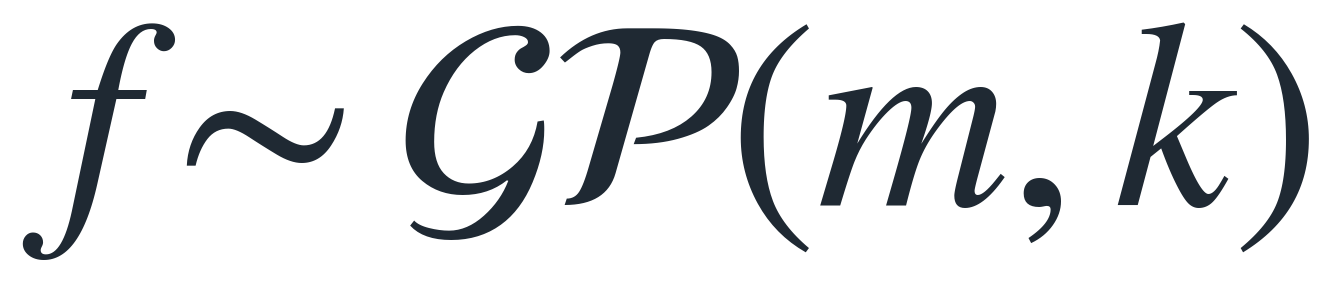 f ~ 𝒢𝒫(m, k)